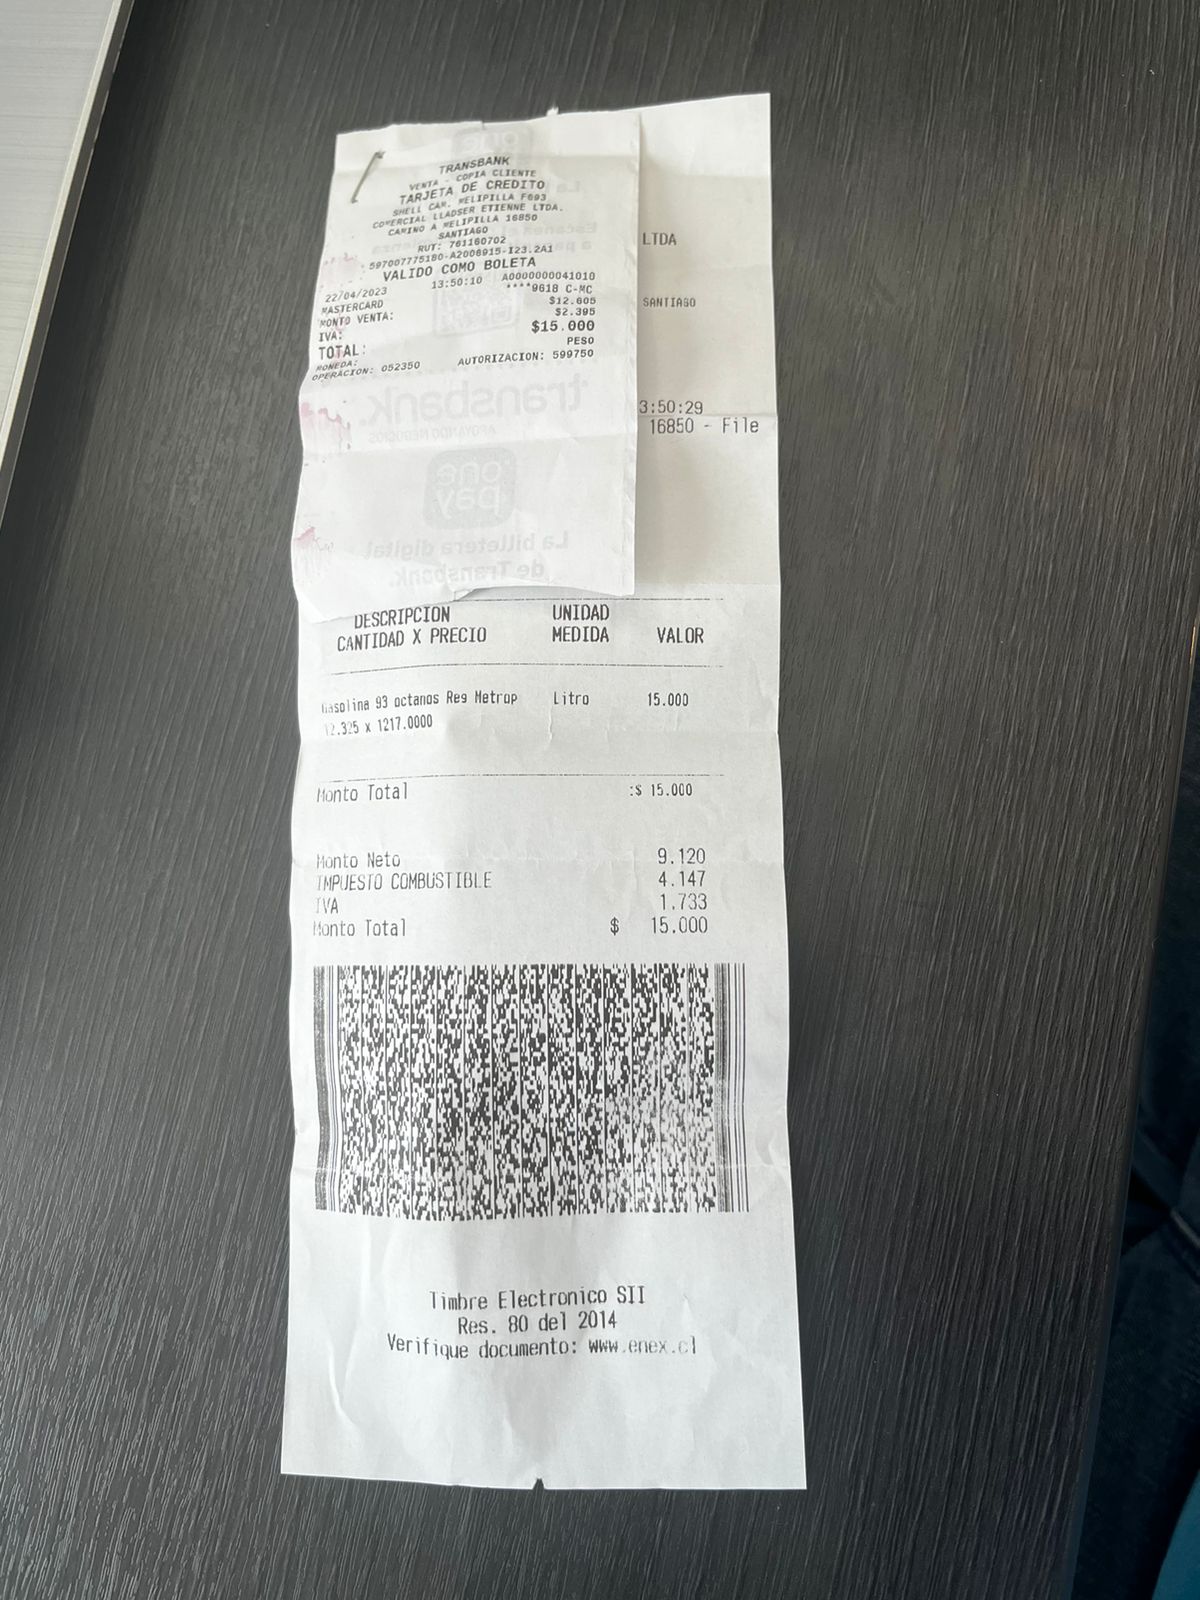 TRANSBANK
VENTA - COPIA CLIENTE
TARJETA DE CREDITO
SHELL CAM. MELIPILLA F693
COMERCIAL LLADSER ETIENNE LTDA.
CAMINO A MELIPILLA 16850
SANTIAGO
RUT: 761160702
597007775180-A2006915-I23.2A1
VALIDO COMO BOLETA
22/04/2023 13:50:10 A0000000041010
MASTERCARD ****9618 C-MC
MONTO VENTA: $12.605
IVA: $2.395
TOTAL: $15.000
MONEDA: PESO
OPERACION: 052350 AUTORIZACION: 599750
transbank.
APOYANDO NEGOCIOS
one
pay
La billetera digital
de Transbank.
LTDA
SANTIAGO
3:50:29
16850 - File
DESCRIPCION UNIDAD
CANTIDAD X PRECIO MEDIDA VALOR
Gasolina 93 octanos Reg Metrop Litro 15.000
12.325 x 1217.0000
Monto Total :$ 15.000
Monto Neto 9.120
IMPUESTO COMBUSTIBLE 4.147
IVA 1.733
Monto Total $ 15.000
Timbre Electronico SII
Res. 80 del 2014
Verifique documento: www.enex.cl